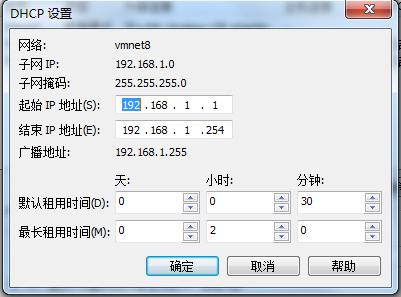 DHCP 设置
网络: vmnet8
子网 IP: 192.168.1.0
子网掩码: 255.255.255.0
起始 IP 地址(S): 192 .168 . 1 . 1
结束 IP 地址(E): 192 .168 . 1 .254
广播地址: 192.168.1.255
天: 小时: 分钟:
默认租用时间(D): 0 0 30
最长租用时间(M): 0 2 0
确定 取消 帮助